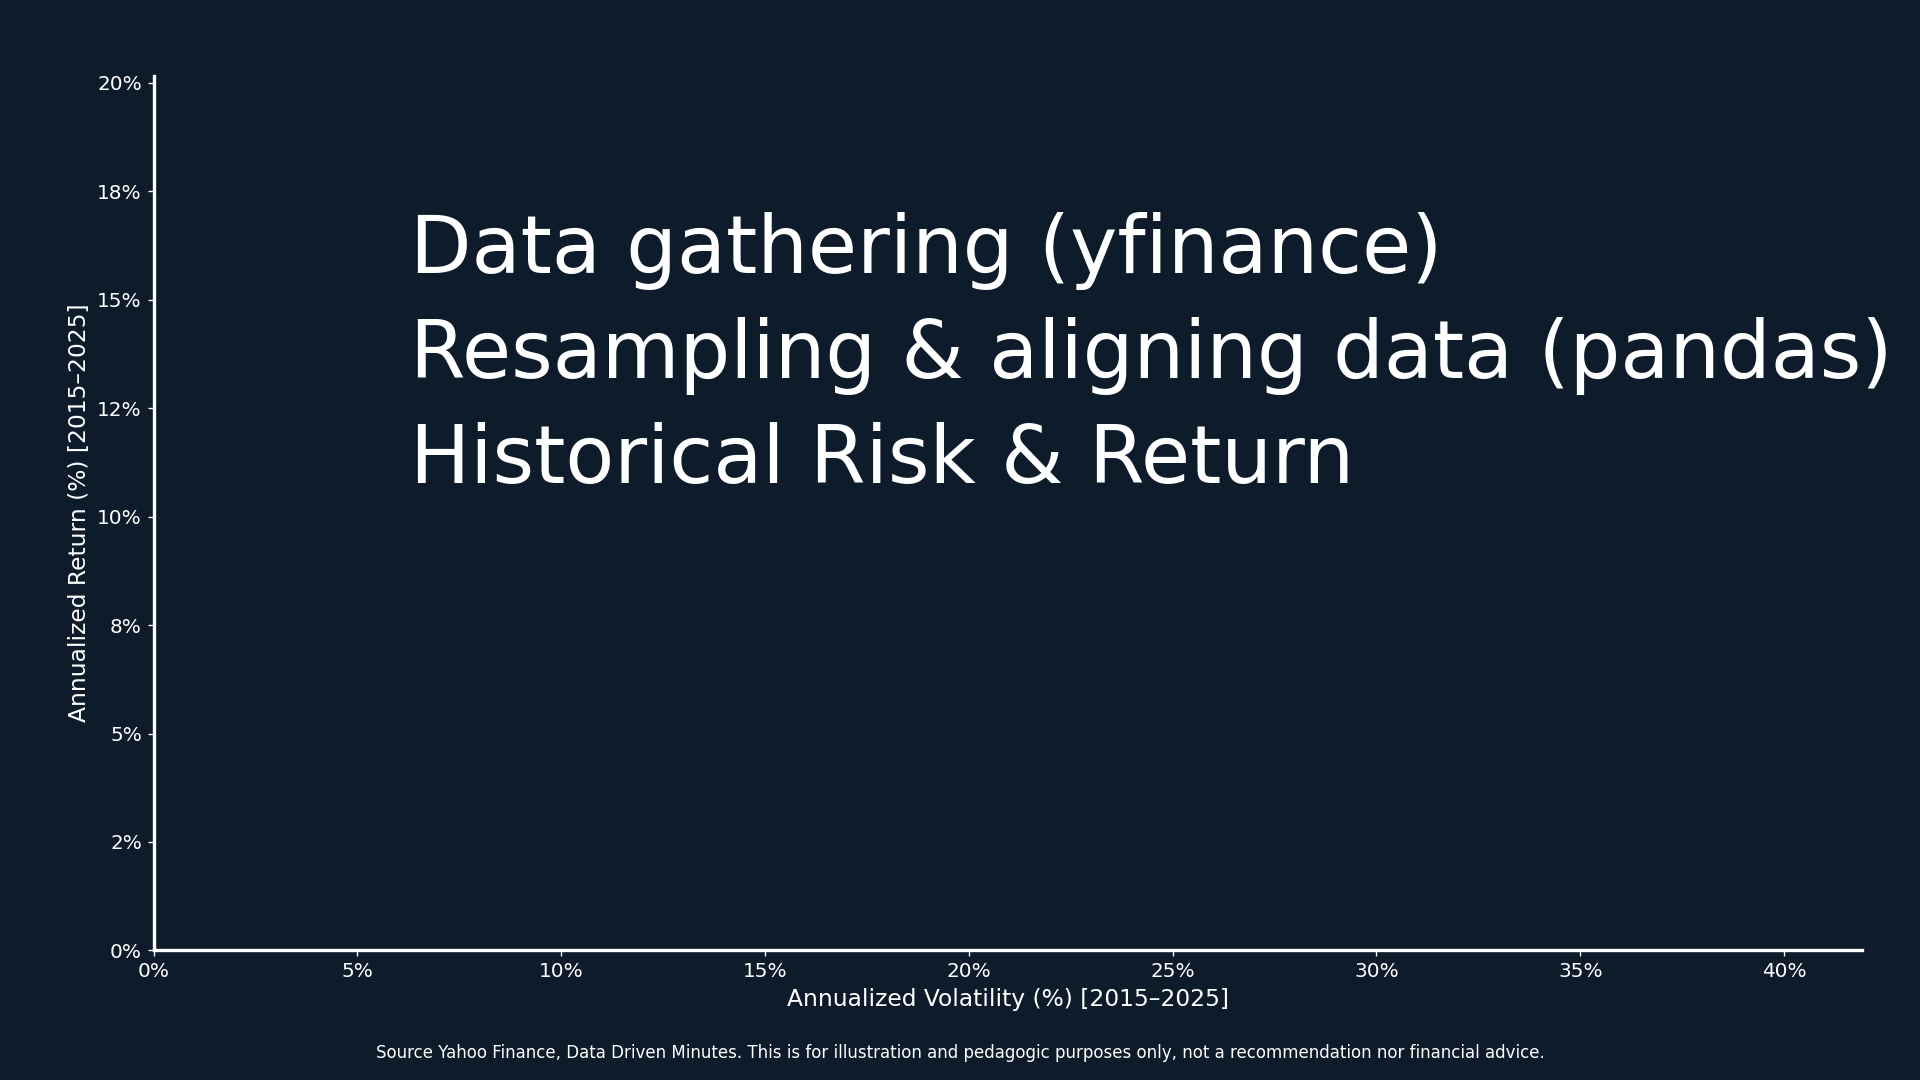 20%
18%
15%
12%
10%
8%
5%
2%
0%
Annualized Return (%) [2015–2025]
Data gathering (yfinance)
Resampling & aligning data (pandas)
Historical Risk & Return
0% 5% 10% 15% 20% 25% 30% 35% 40%
Annualized Volatility (%) [2015–2025]
Source Yahoo Finance, Data Driven Minutes. This is for illustration and pedagogic purposes only, not a recommendation nor financial advice.